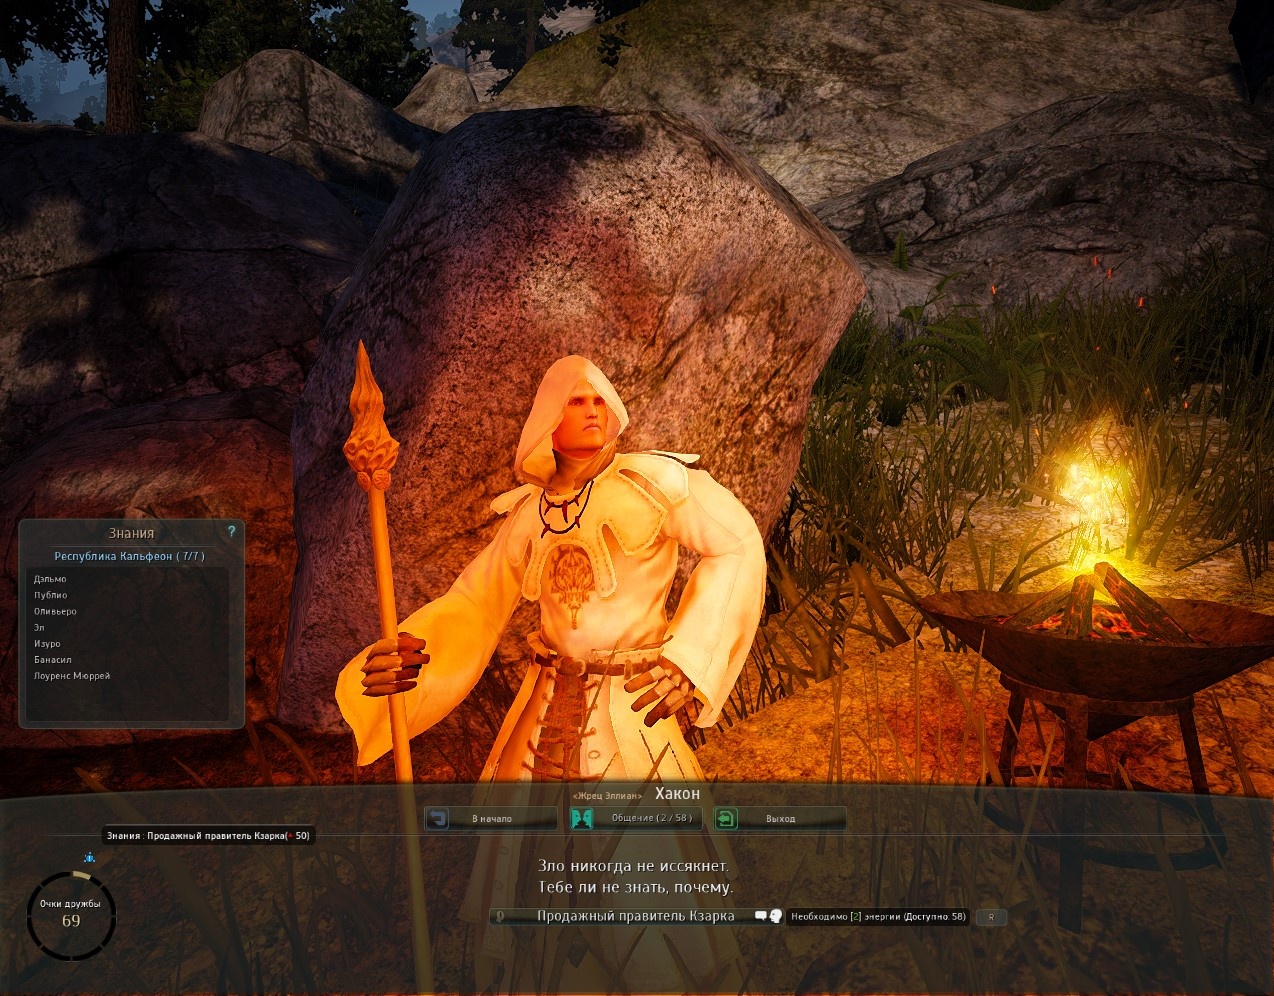 Знания ?
Республика Кальфеон ( 7/7 )
Дэльмо
Публио
Оливьеро
Эл
Изуро
Банасил
Лоуренс Мюррей
<Жрец Эллиан> Хакон
В начало
Общение ( 2 / 58 )
Выход
Знания : Продажный правитель Кзарка( 50)
Очки дружбы
69
Зло никогда не иссякнет.
Тебе ли не знать, почему.
Продажный правитель Кзарка
Необходимо [2] энергии (Доступно: 58)
R